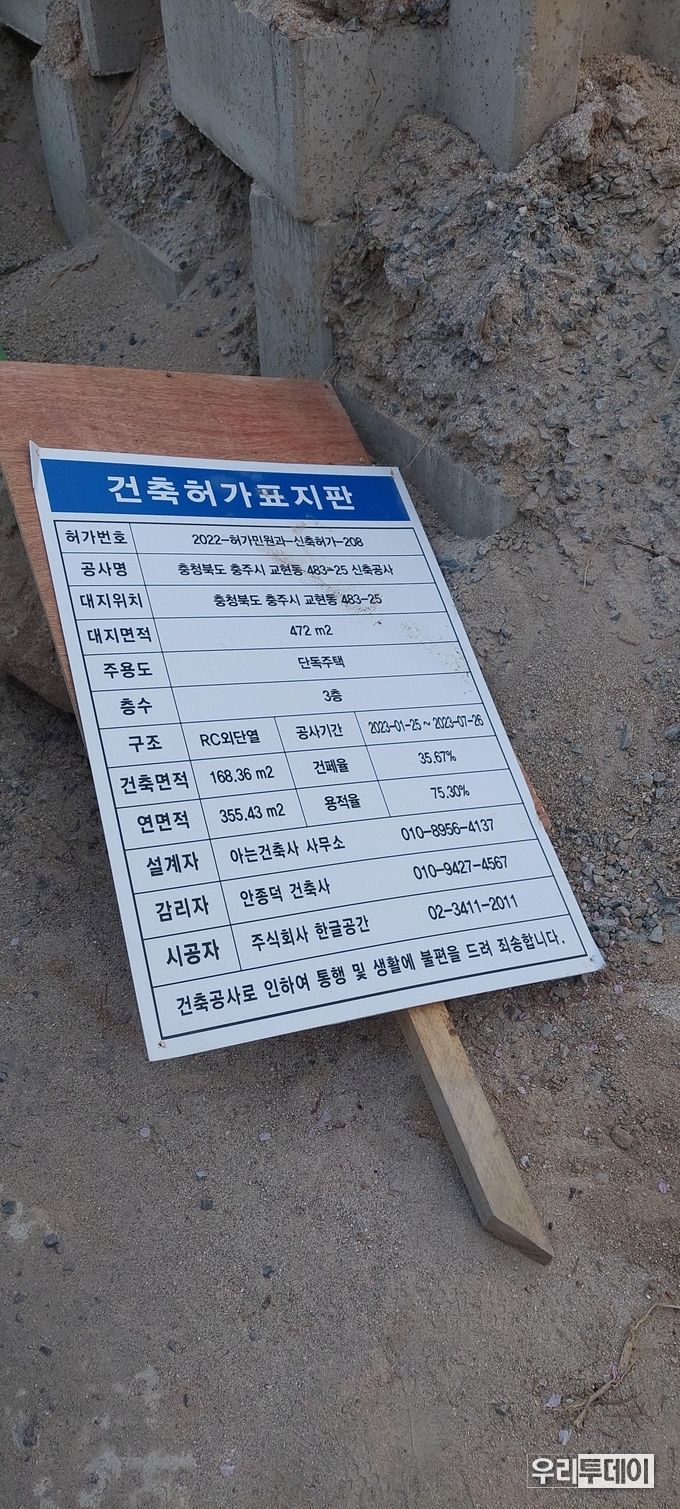 건축허가표지판
허가번호 2022-허가민원과-신축허가-208
공사명 충청북도 충주시 교현동 483=25 신축공사
대지위치 충청북도 충주시 교현동 483-25
대지면적 472 m2
주용도 단독주택
층수 3층
구조 RC외단열 공사기간 2023-01-25 ~ 2023-07-26
건축면적 168.36 m2 건폐율 35.67%
연면적 355.43 m2 용적율 75.30%
설계자 아는건축사 사무소 010-8956-4137
감리자 안종덕 건축사 010-9427-4567
시공자 주식회사 한글공간 02-3411-2011
건축공사로 인하여 통행 및 생활에 불편을 드려 죄송합니다.
우리투데이